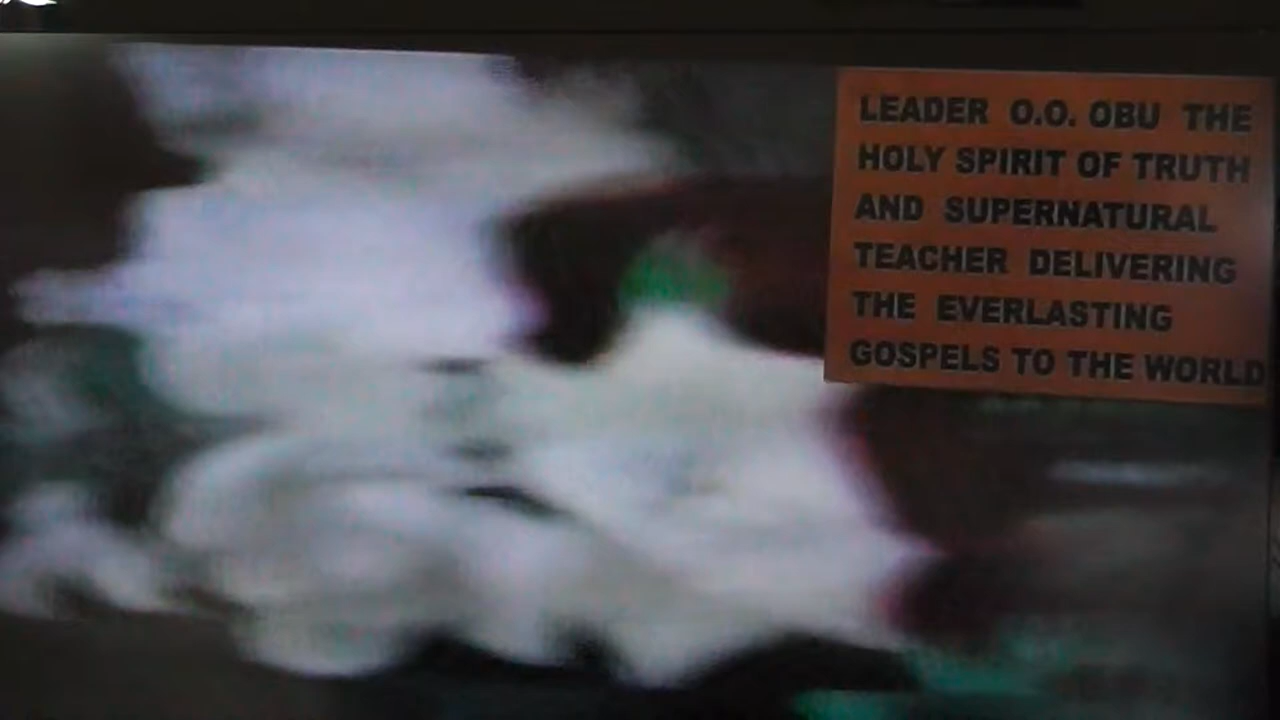 LEADER O.O. OBU THE
HOLY SPIRIT OF TRUTH
AND SUPERNATURAL
TEACHER DELIVERING
THE EVERLASTING
GOSPELS TO THE WORLD